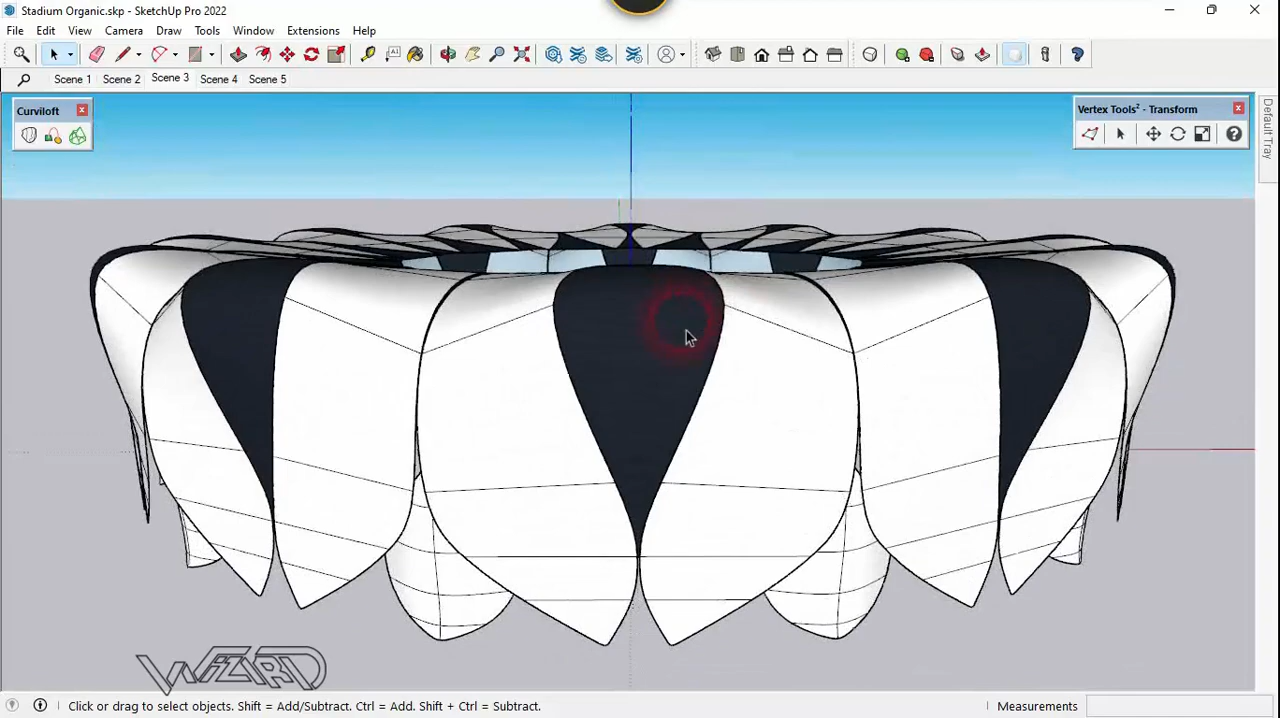 Stadium Organic.skp - SketchUp Pro 2022
File Edit View Camera Draw Tools Window Extensions Help
Scene 1 Scene 2 Scene 3 Scene 4 Scene 5
Curviloft
Vertex Tools² - Transform
Default Tray
WIZARD
Click or drag to select objects. Shift = Add/Subtract. Ctrl = Add. Shift + Ctrl = Subtract.
Measurements